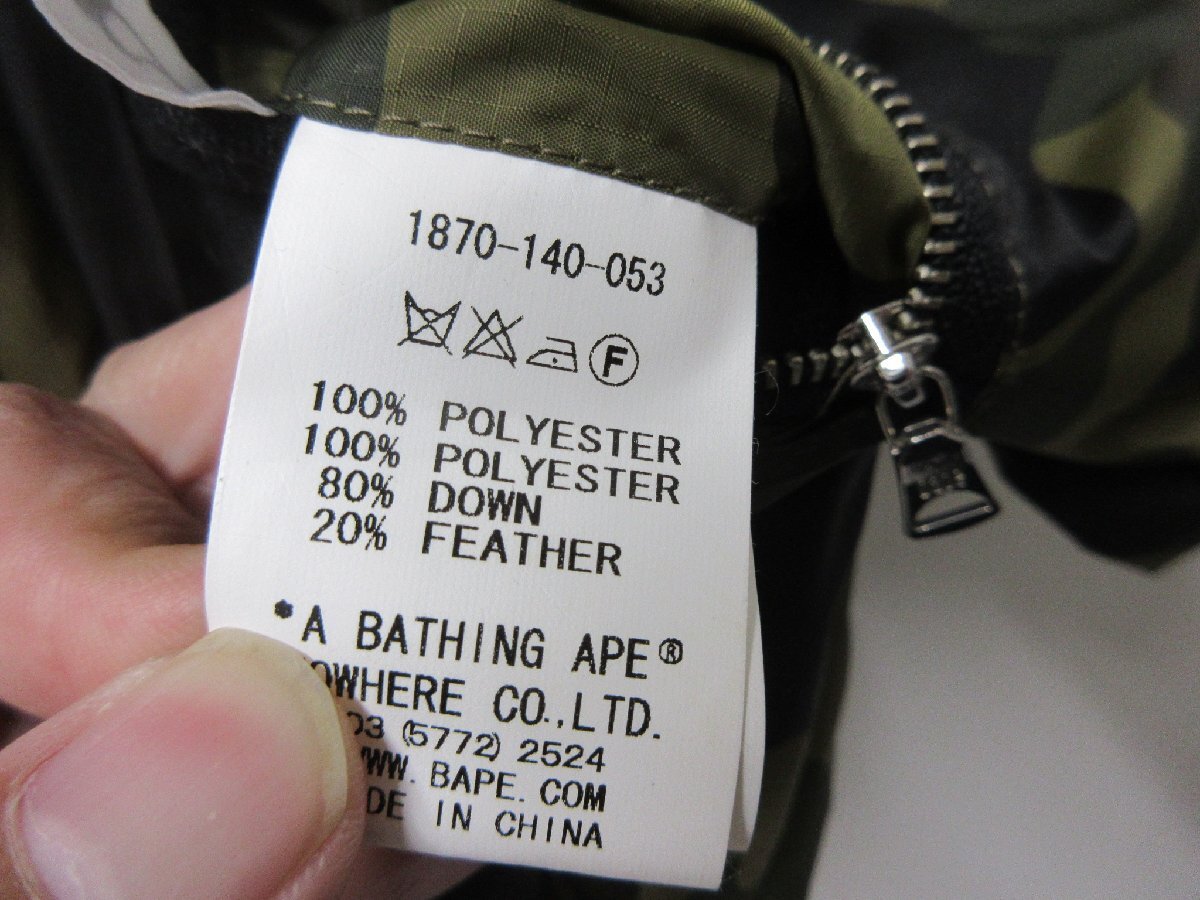 1870-140-053
F
100% POLYESTER
100% POLYESTER
80% DOWN
20% FEATHER
*A BATHING APE®
OWHERE CO.,LTD.
03 (5772) 2524
WW.BAPE.COM
DE IN CHINA